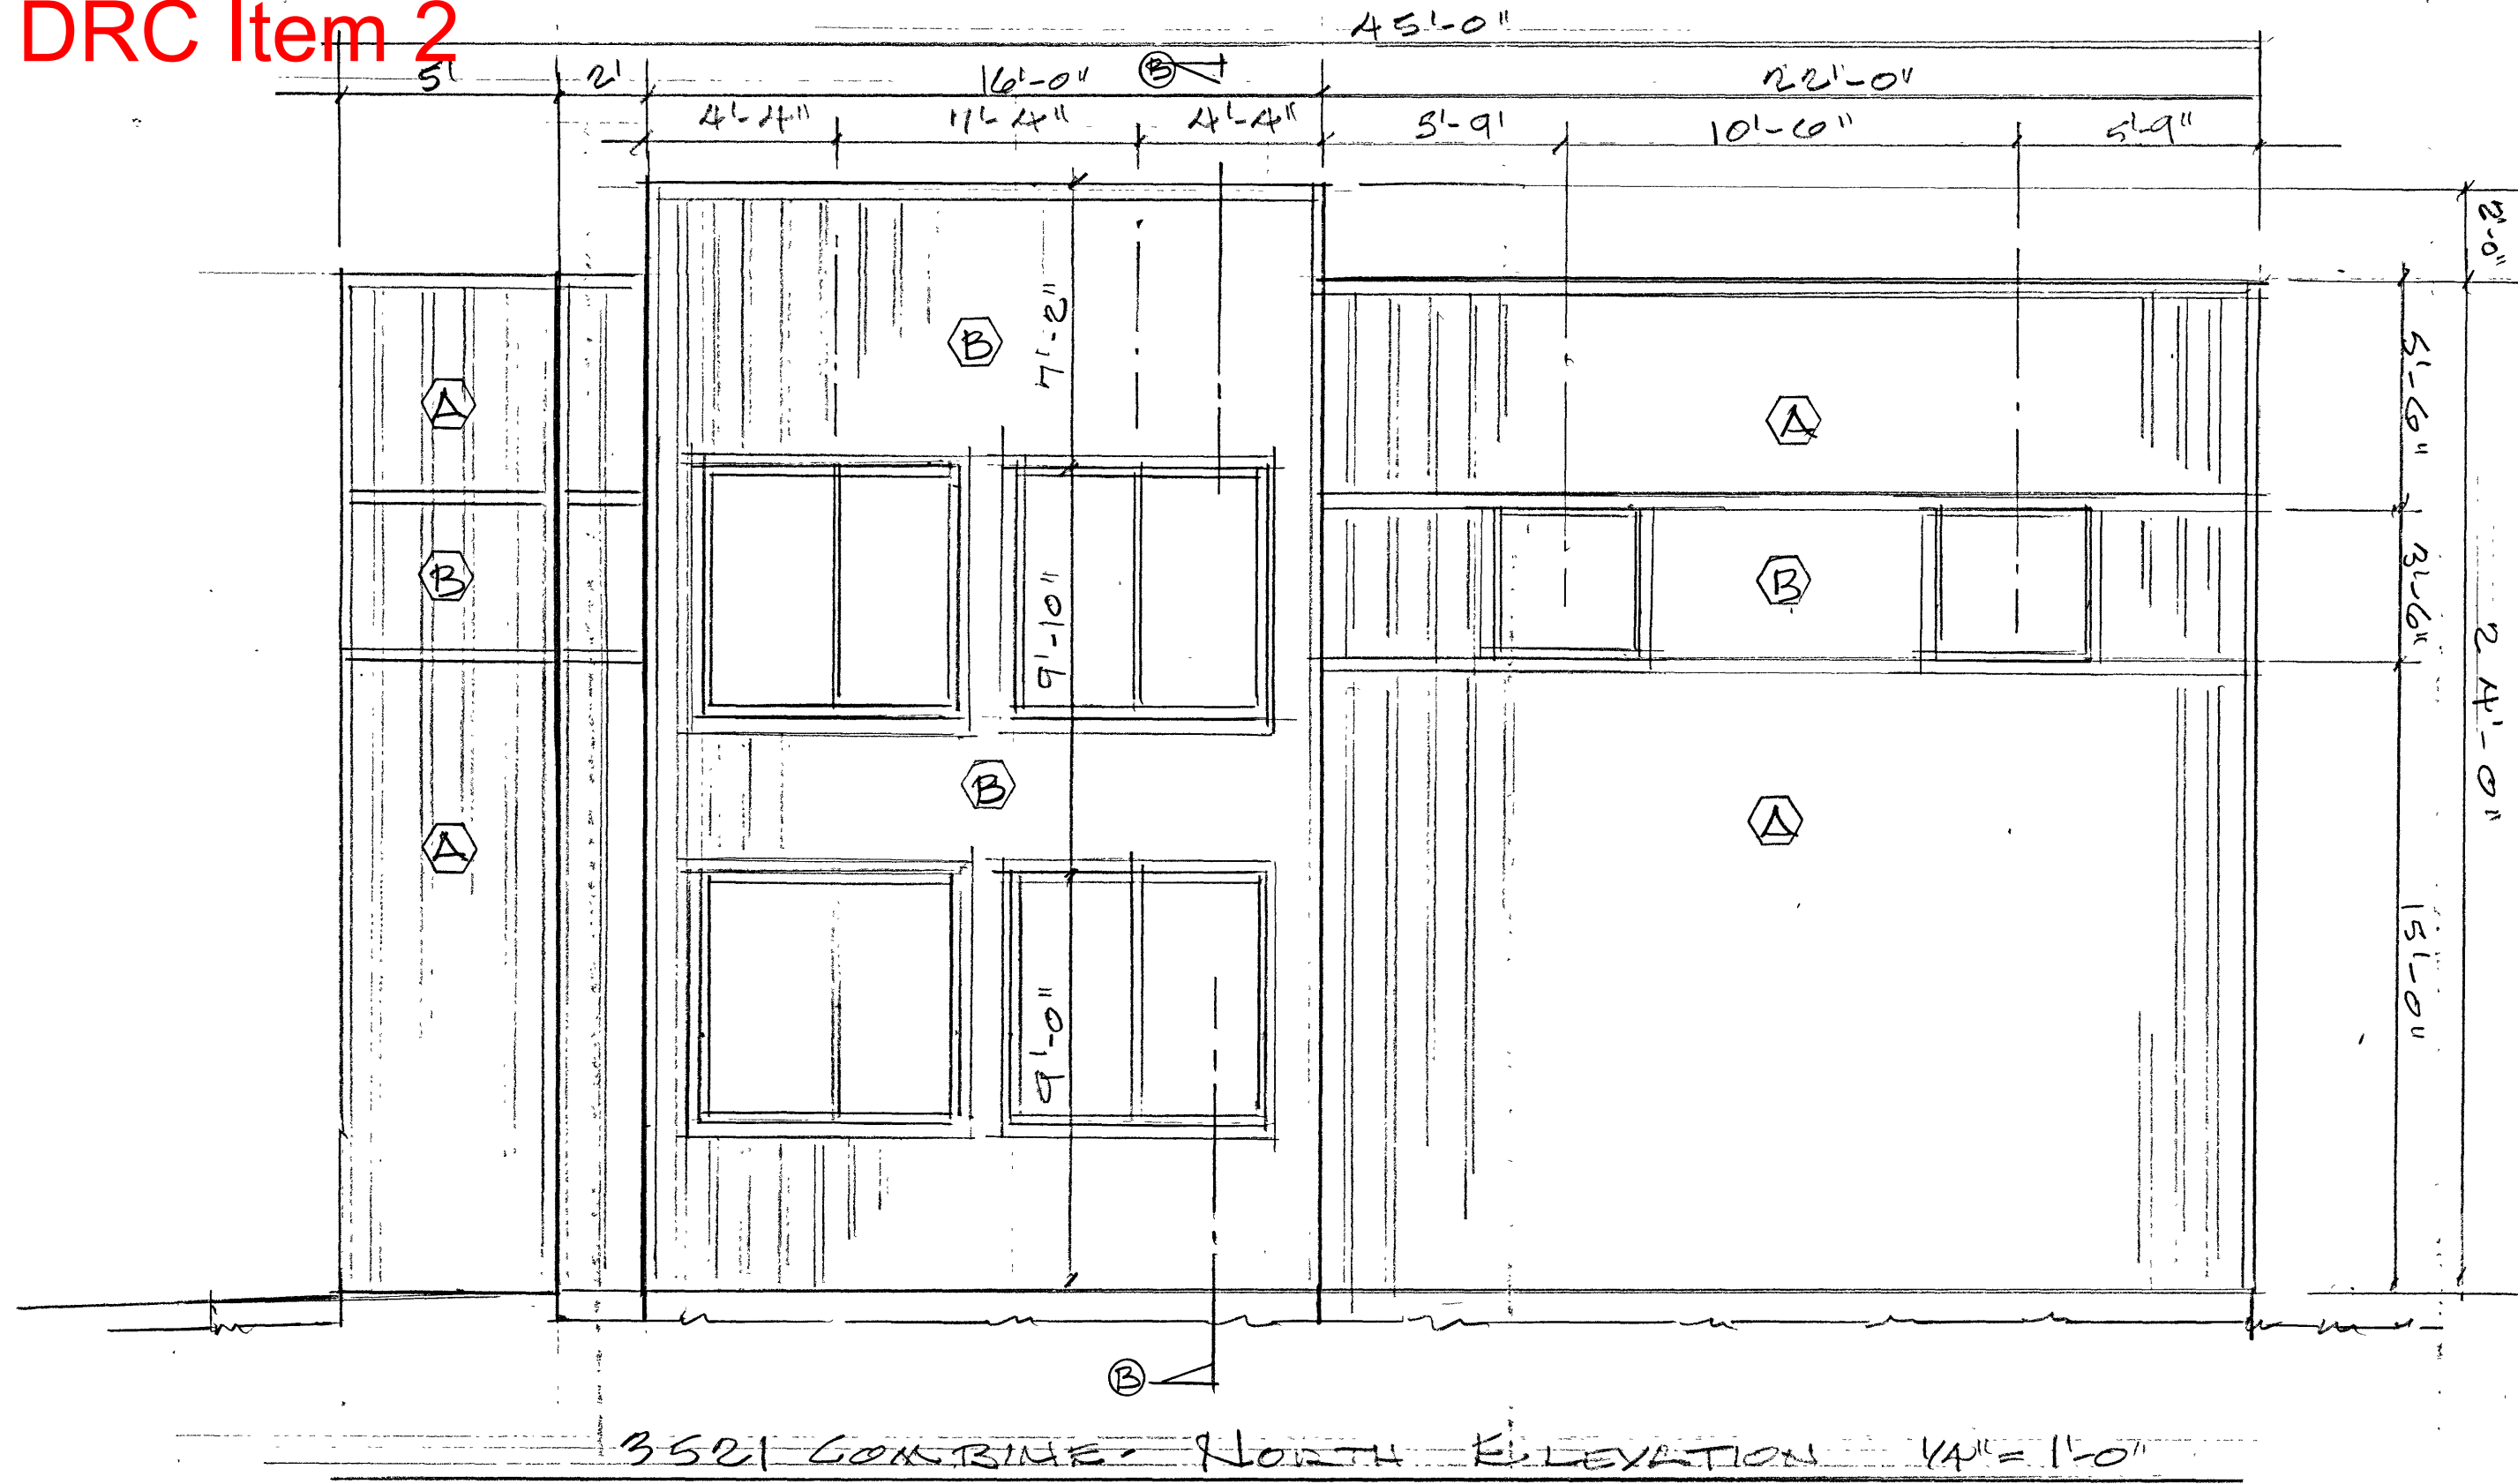 DRC Item 2
45'-0"
5' 2' 16'-0" B 22'-0"
4'-4" 7'-4" 4'-4" 5'-9' 10'-6" 5'-9"
2'-0"
7'-2"
B
A
A
5'-6"
9'-10"
B
B
3'-6"
24'-0"
B
A
A
9'-0"
15'-0"
B
3521 COMBINE - NORTH ELEVATION 1/4" = 1'-0"